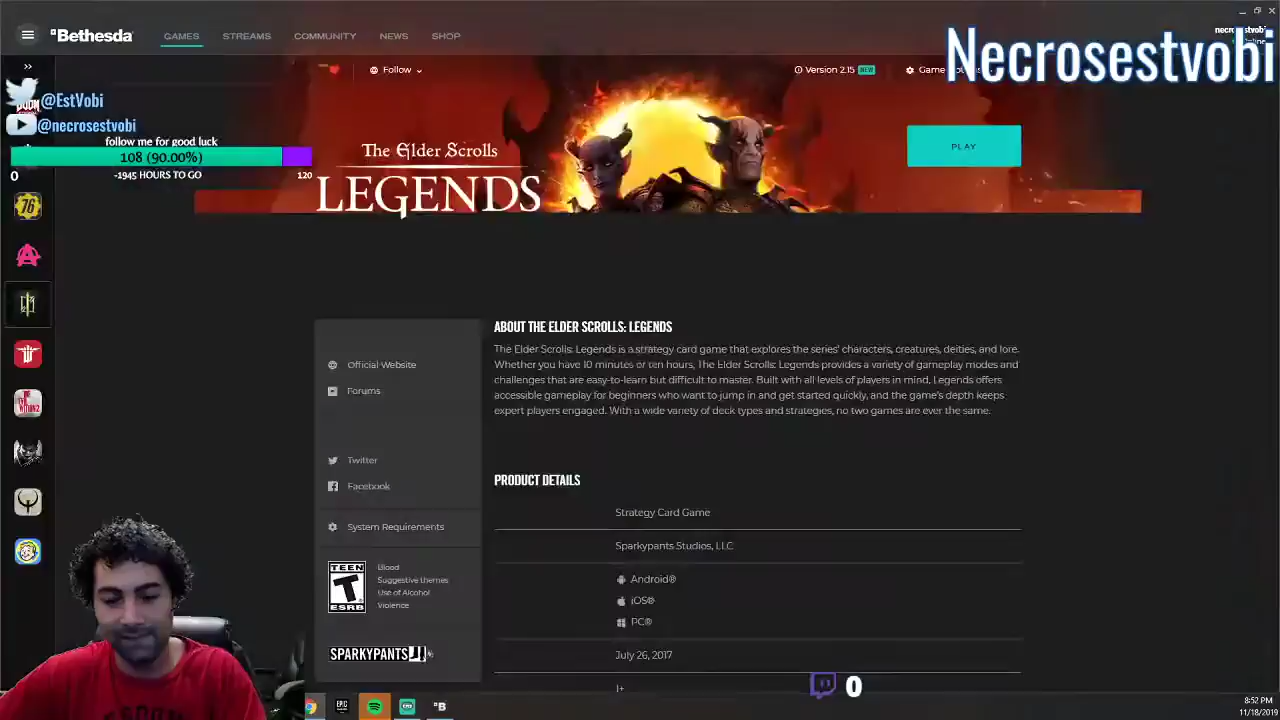 Bethesda
GAMES
STREAMS
COMMUNITY
NEWS
SHOP
Necrosestvobi
Follow
Version 2.15 NEW
@EstVobi
@necrosestvobi
follow me for good luck
108 (90.00%)
0
-1945 HOURS TO GO
120
76
The Elder Scrolls
LEGENDS
PLAY
ABOUT THE ELDER SCROLLS: LEGENDS
The Elder Scrolls: Legends is a strategy card game that explores the series' characters, creatures, deities, and lore.
Whether you have 10 minutes or ten hours, The Elder Scrolls: Legends provides a variety of gameplay modes and
challenges that are easy-to-learn but difficult to master. Built with all levels of players in mind, Legends offers
accessible gameplay for beginners who want to jump in and get started quickly, and the game's depth keeps
expert players engaged. With a wide variety of deck types and strategies, no two games are ever the same.
Official Website
Forums
Twitter
Facebook
System Requirements
TEEN
T
ESRB
Blood
Suggestive themes
Use of Alcohol
Violence
SPARKYPANTS
PRODUCT DETAILS
Strategy Card Game
Sparkypants Studios, LLC
Android®
iOS®
PC®
July 26, 2017
1+
0
8:52 PM
11/18/2019